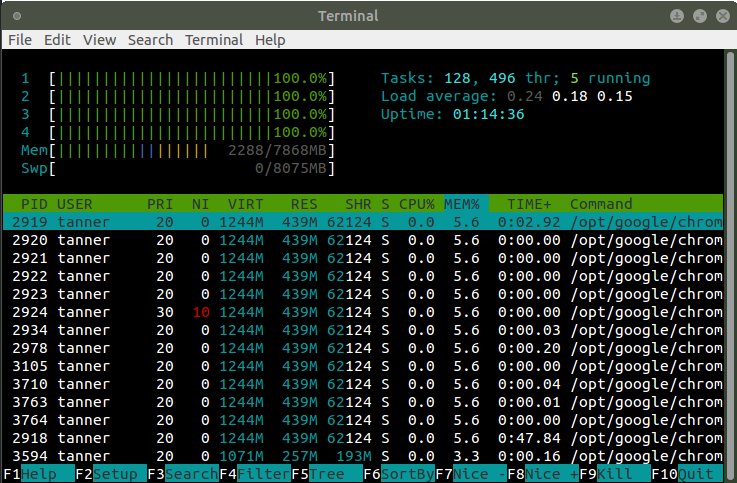 Terminal
File Edit View Search Terminal Help
1 [||||||||||||||||||||||||100.0%] Tasks: 128, 496 thr; 5 running
2 [||||||||||||||||||||||||100.0%] Load average: 0.24 0.18 0.15
3 [||||||||||||||||||||||||100.0%] Uptime: 01:14:36
4 [||||||||||||||||||||||||100.0%]
Mem[||||||||||||||||| 2288/7868MB]
Swp[ 0/8075MB]
PID USER PRI NI VIRT RES SHR S CPU% MEM% TIME+ Command
2919 tanner 20 0 1244M 439M 62124 S 0.0 5.6 0:02.92 /opt/google/chrom
2920 tanner 20 0 1244M 439M 62124 S 0.0 5.6 0:00.00 /opt/google/chrom
2921 tanner 20 0 1244M 439M 62124 S 0.0 5.6 0:00.00 /opt/google/chrom
2922 tanner 20 0 1244M 439M 62124 S 0.0 5.6 0:00.00 /opt/google/chrom
2923 tanner 20 0 1244M 439M 62124 S 0.0 5.6 0:00.00 /opt/google/chrom
2924 tanner 30 10 1244M 439M 62124 S 0.0 5.6 0:00.00 /opt/google/chrom
2934 tanner 20 0 1244M 439M 62124 S 0.0 5.6 0:00.03 /opt/google/chrom
2978 tanner 20 0 1244M 439M 62124 S 0.0 5.6 0:00.20 /opt/google/chrom
3105 tanner 20 0 1244M 439M 62124 S 0.0 5.6 0:00.00 /opt/google/chrom
3710 tanner 20 0 1244M 439M 62124 S 0.0 5.6 0:00.04 /opt/google/chrom
3763 tanner 20 0 1244M 439M 62124 S 0.0 5.6 0:00.01 /opt/google/chrom
3764 tanner 20 0 1244M 439M 62124 S 0.0 5.6 0:00.00 /opt/google/chrom
2918 tanner 20 0 1244M 439M 62124 S 0.0 5.6 0:47.84 /opt/google/chrom
3594 tanner 20 0 1071M 257M 193M S 0.0 3.3 0:00.16 /opt/google/chrom
F1Help F2Setup F3SearchF4FilterF5Tree F6SortByF7Nice -F8Nice +F9Kill F10Quit